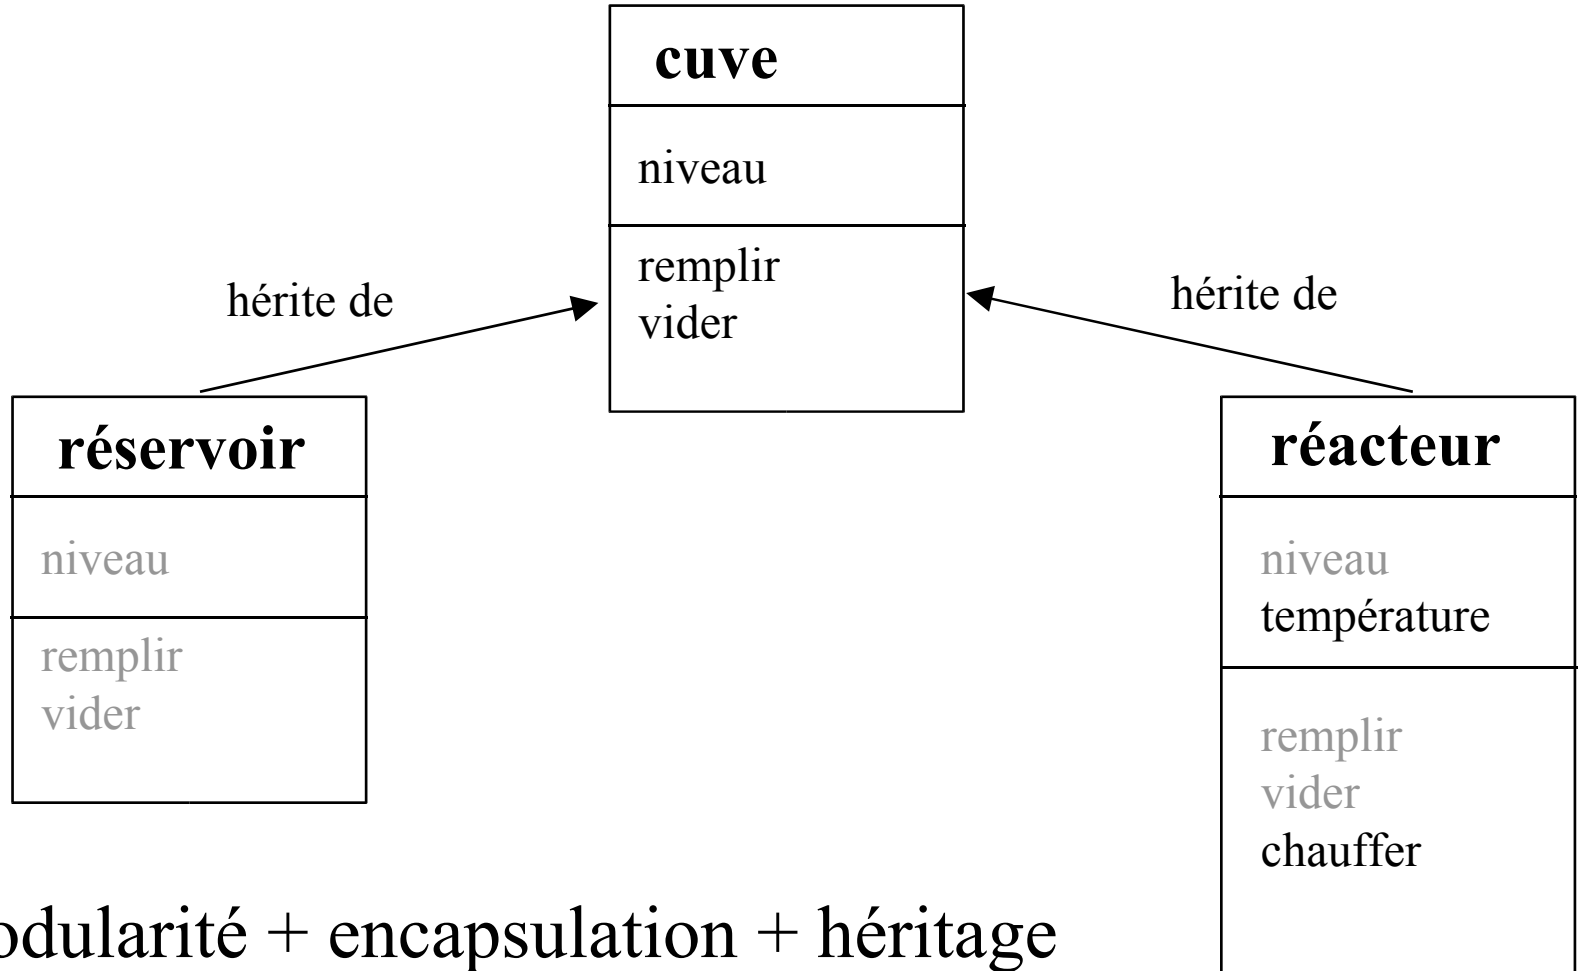 cuve
niveau
remplir
vider
hérite de
hérite de
réservoir
niveau
remplir
vider
réacteur
niveau
température
remplir
vider
chauffer
odularité + encapsulation + héritage